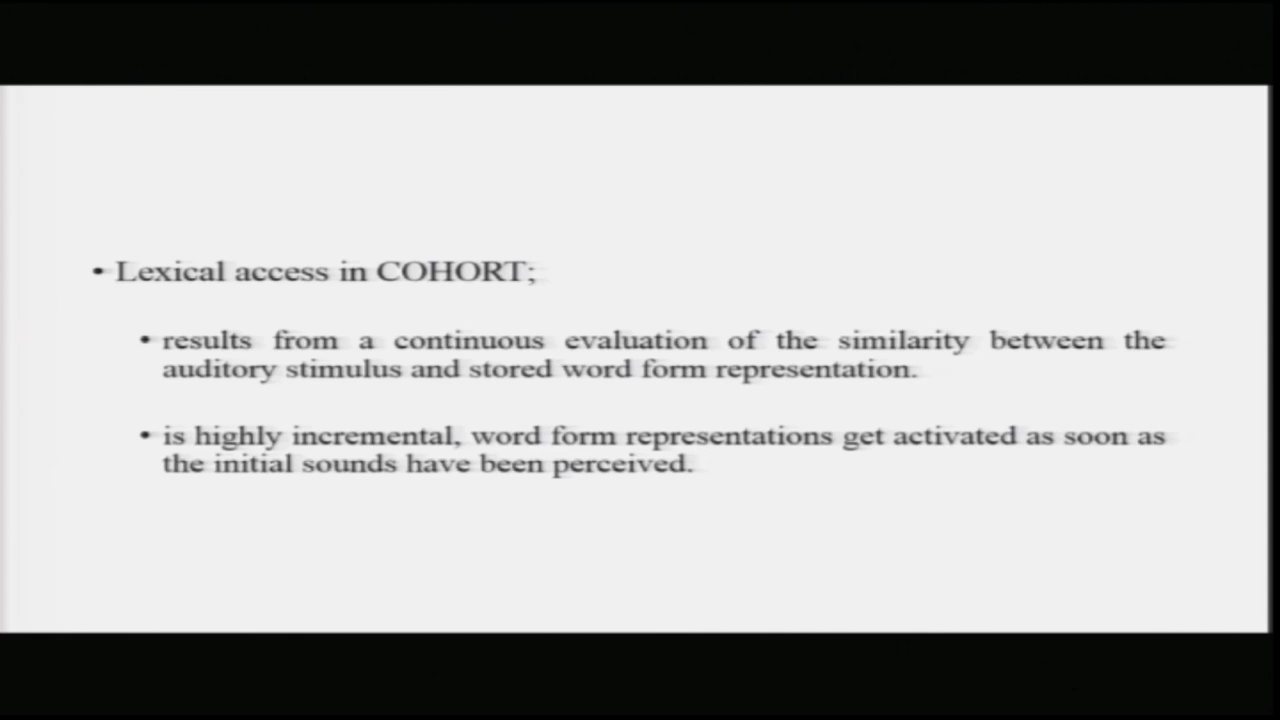 • Lexical access in COHORT;
• results from a continuous evaluation of the similarity between the
auditory stimulus and stored word form representation.
• is highly incremental, word form representations get activated as soon as
the initial sounds have been perceived.